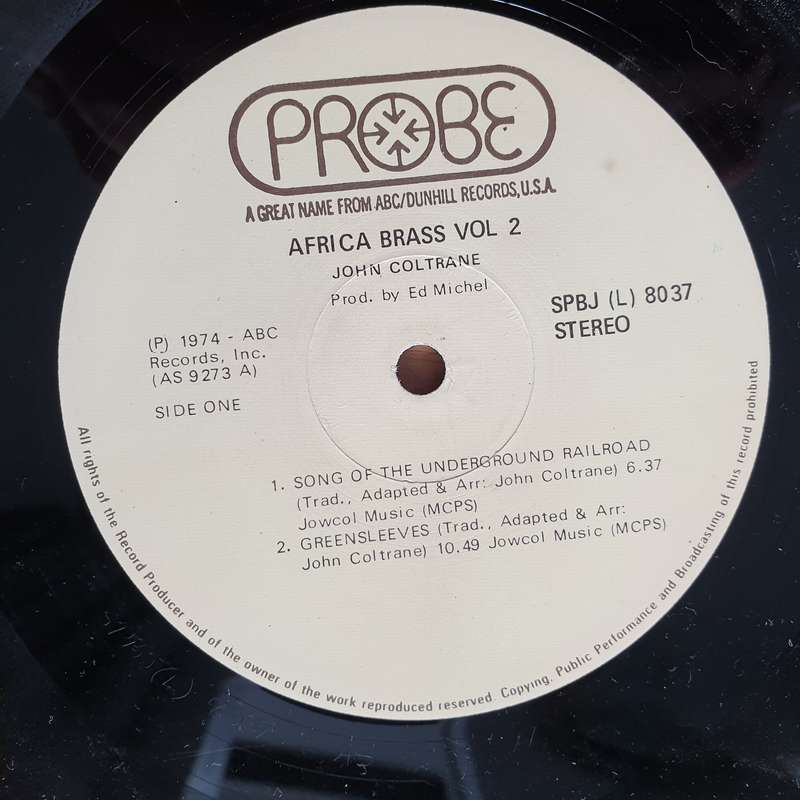 PROBE
A GREAT NAME FROM ABC/DUNHILL RECORDS, U.S.A.
AFRICA BRASS VOL 2
JOHN COLTRANE
Prod. by Ed Michel
(P) 1974 - ABC
Records, Inc.
(AS 9273 A)
SIDE ONE
SPBJ (L) 8037
STEREO
1. SONG OF THE UNDERGROUND RAILROAD
(Trad., Adapted & Arr: John Coltrane) 6.37
Jowcol Music (MCPS)
2. GREENSLEEVES (Trad., Adapted & Arr:
John Coltrane) 10.49 Jowcol Music (MCPS)
All rights of the Record Producer and of the owner of the work reproduced reserved. Copying, Public Performance and Broadcasting of this record prohibited